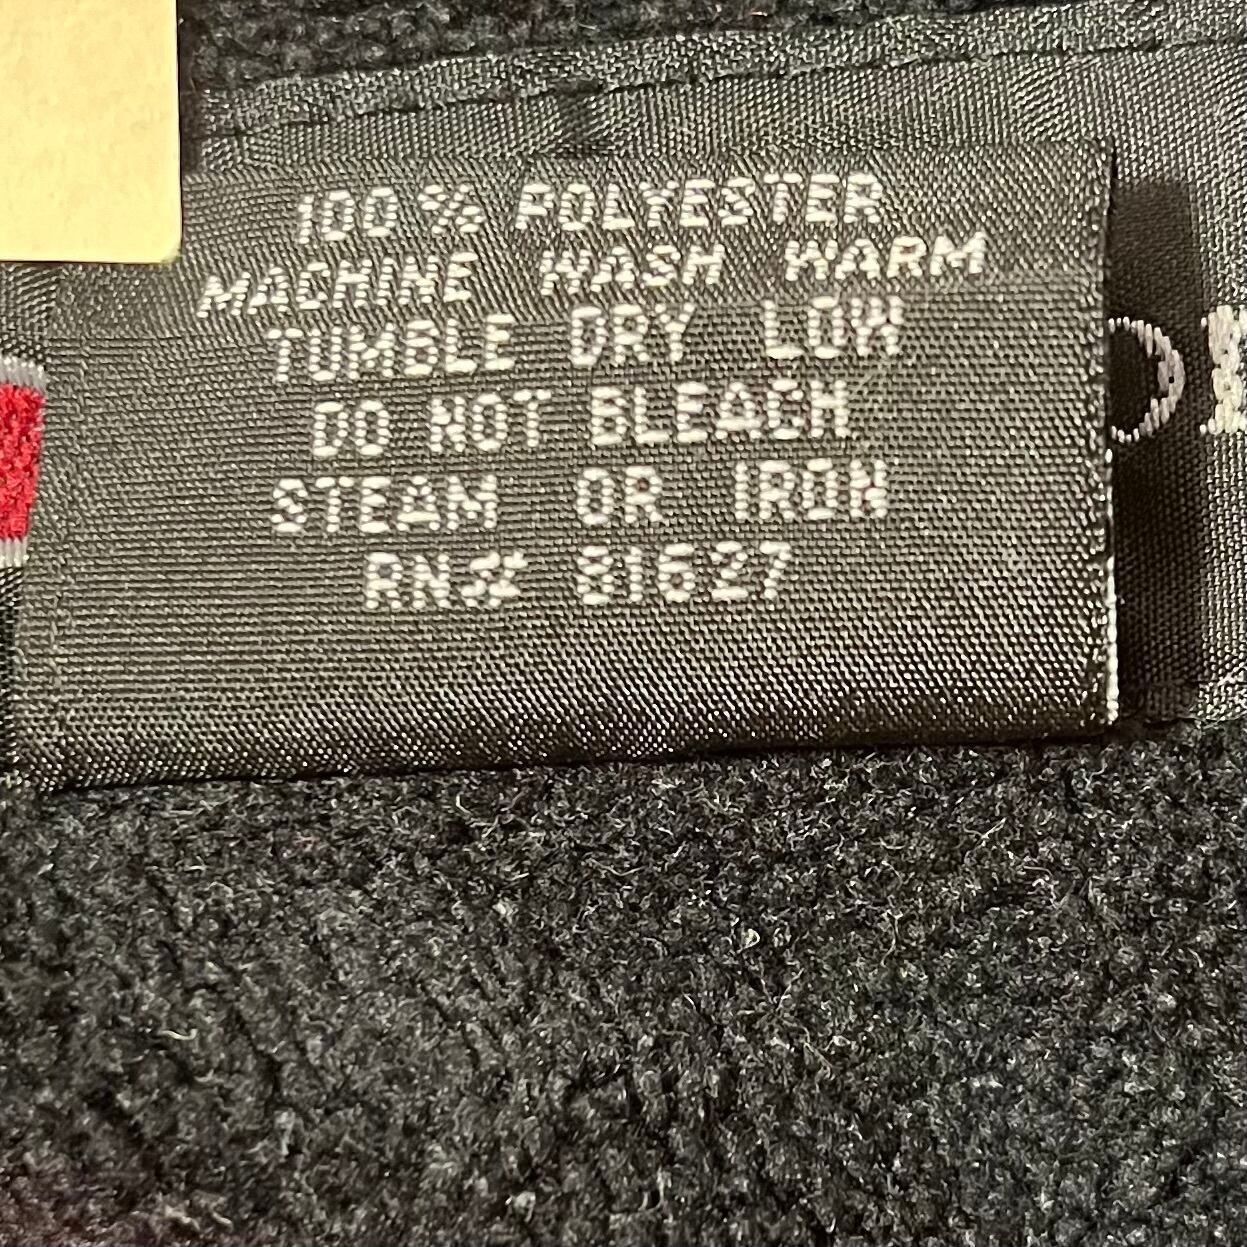 100% POLYESTER
MACHINE WASH WARM
TUMBLE DRY LOW
DO NOT BLEACH
STEAM OR IRON
RN# 81627